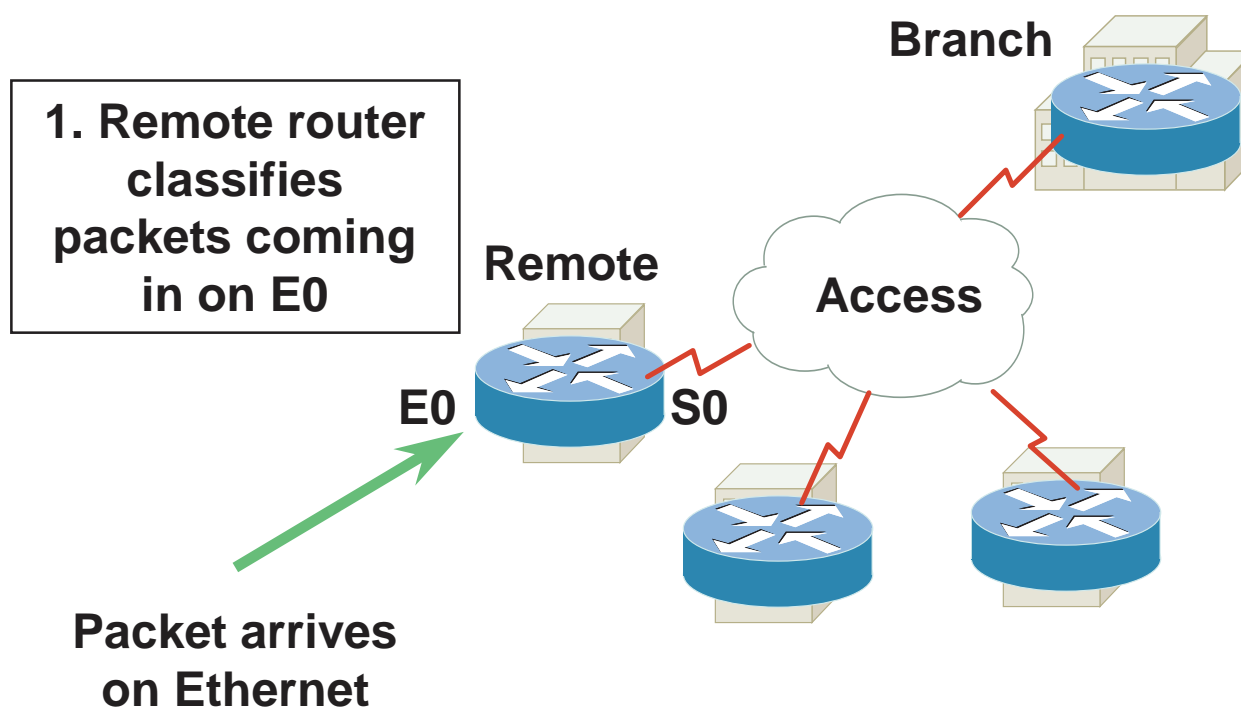 Branch
1. Remote router
classifies
packets coming
in on E0
Remote
Access
E0
S0
Packet arrives
on Ethernet